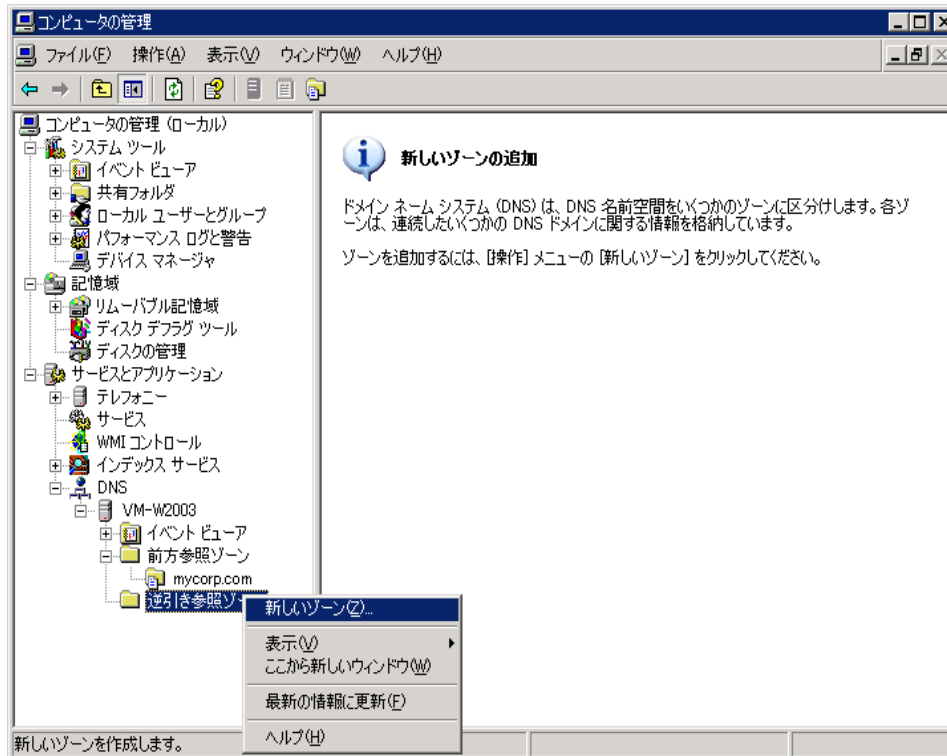 コンピュータの管理
ファイル(F) 操作(A) 表示(V) ウィンドウ(W) ヘルプ(H)
コンピュータの管理 (ローカル)
システム ツール
イベント ビューア
共有フォルダ
ローカル ユーザーとグループ
パフォーマンス ログと警告
デバイス マネージャ
記憶域
リムーバブル記憶域
ディスク デフラグ ツール
ディスクの管理
サービスとアプリケーション
テレフォニー
サービス
WMI コントロール
インデックス サービス
DNS
VM-W2003
イベント ビューア
前方参照ゾーン
mycorp.com
逆引き参照ゾ
新しいゾーンの追加
ドメイン ネーム システム (DNS) は、DNS 名前空間をいくつかのゾーンに区分けします。各ゾ
ーンは、連続したいくつかの DNS ドメインに関する情報を格納しています。
ゾーンを追加するには、[操作] メニューの [新しいゾーン] をクリックしてください。
新しいゾーン(Z)...
表示(V)
ここから新しいウィンドウ(W)
最新の情報に更新(F)
ヘルプ(H)
新しいゾーンを作成します。